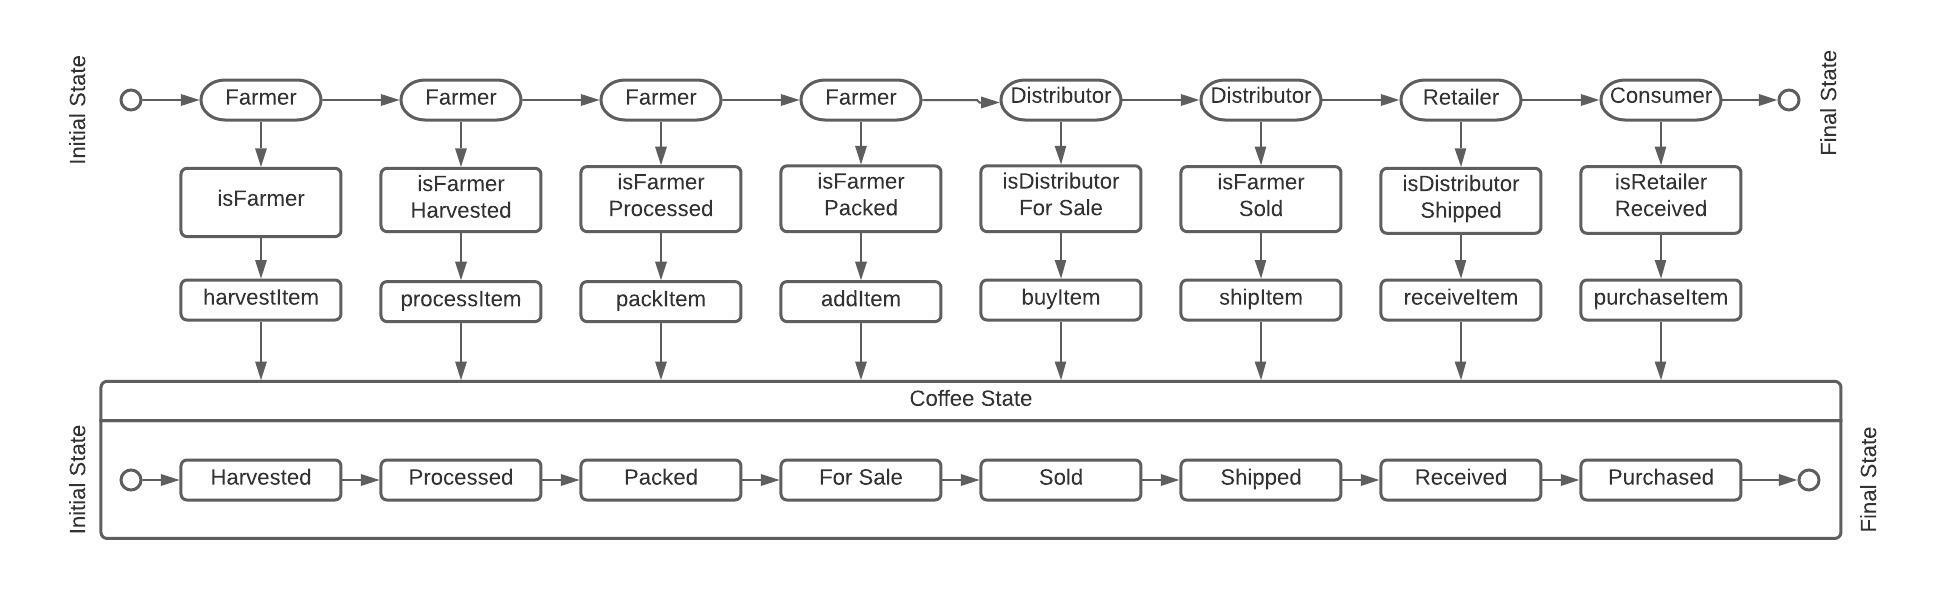 Initial State
Farmer
Farmer
Farmer
Farmer
Distributor
Distributor
Retailer
Consumer
Final State
isFarmer
isFarmer
Harvested
isFarmer
Processed
isFarmer
Packed
isDistributor
For Sale
isFarmer
Sold
isDistributor
Shipped
isRetailer
Received
harvestItem
processItem
packItem
addItem
buyItem
shipItem
receiveItem
purchaseItem
Coffee State
Initial State
Harvested
Processed
Packed
For Sale
Sold
Shipped
Received
Purchased
Final State